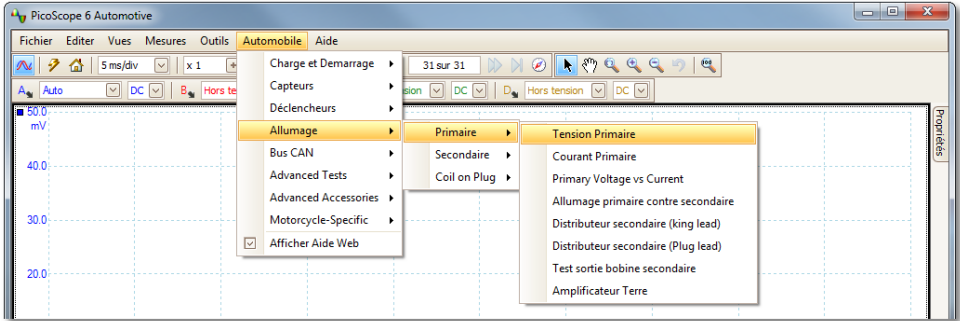 PicoScope 6 Automotive
Fichier Editer Vues Mesures Outils Automobile Aide
5 ms/div x 1 31 sur 31
A Auto DC B Hors te sion DC D Hors tension DC
50.0
mV
40.0
30.0
20.0
Propriétés
Charge et Demarrage
Capteurs
Déclencheurs
Allumage
Bus CAN
Advanced Tests
Advanced Accessories
Motorcycle-Specific
Afficher Aide Web
Primaire
Secondaire
Coil on Plug
Tension Primaire
Courant Primaire
Primary Voltage vs Current
Allumage primaire contre secondaire
Distributeur secondaire (king lead)
Distributeur secondaire (Plug lead)
Test sortie bobine secondaire
Amplificateur Terre